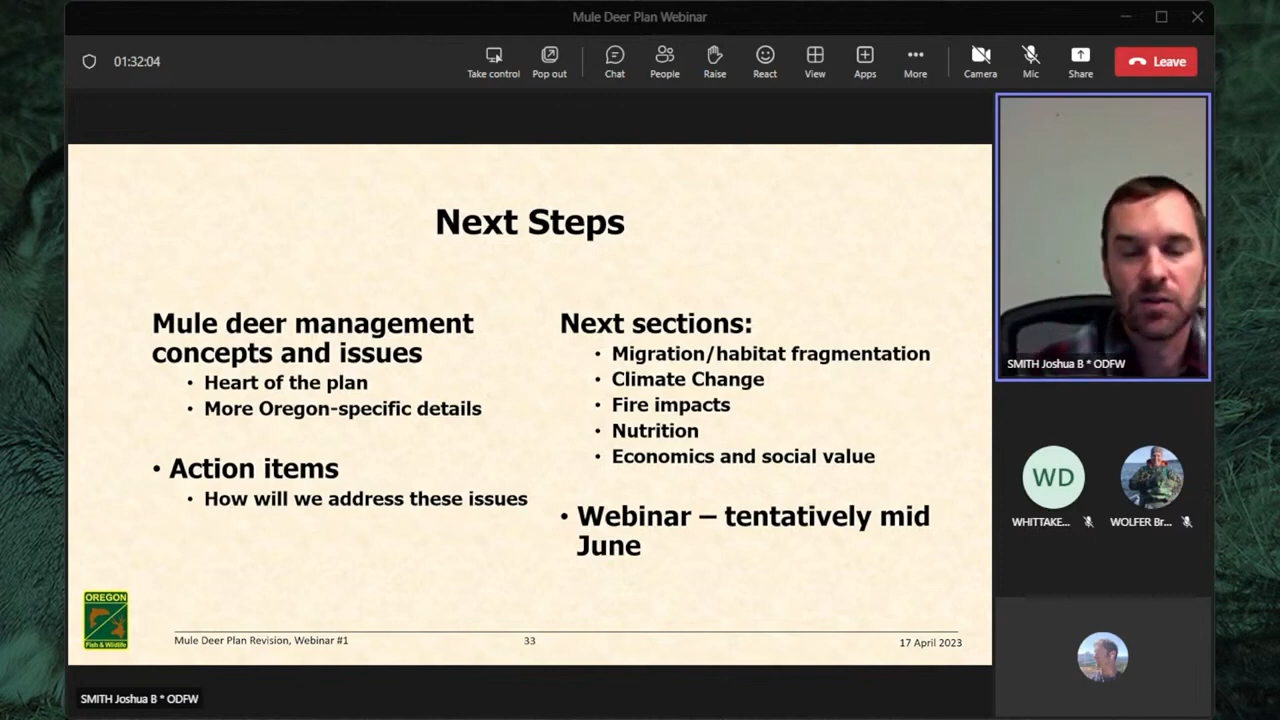 Mule Deer Plan Webinar
01:32:04
Take control
Pop out
Chat
People
Raise
React
View
Apps
More
Camera
Mic
Share
Leave
Next Steps
Mule deer management
concepts and issues
• Heart of the plan
• More Oregon-specific details
• Action items
• How will we address these issues
Next sections:
• Migration/habitat fragmentation
• Climate Change
• Fire impacts
• Nutrition
• Economics and social value
• Webinar – tentatively mid
June
OREGON
Fish & Wildlife
Mule Deer Plan Revision, Webinar #1
33
17 April 2023
SMITH Joshua B * ODFW
WD
WHITTAKE...
WOLFER Br...
SMITH Joshua B * ODFW